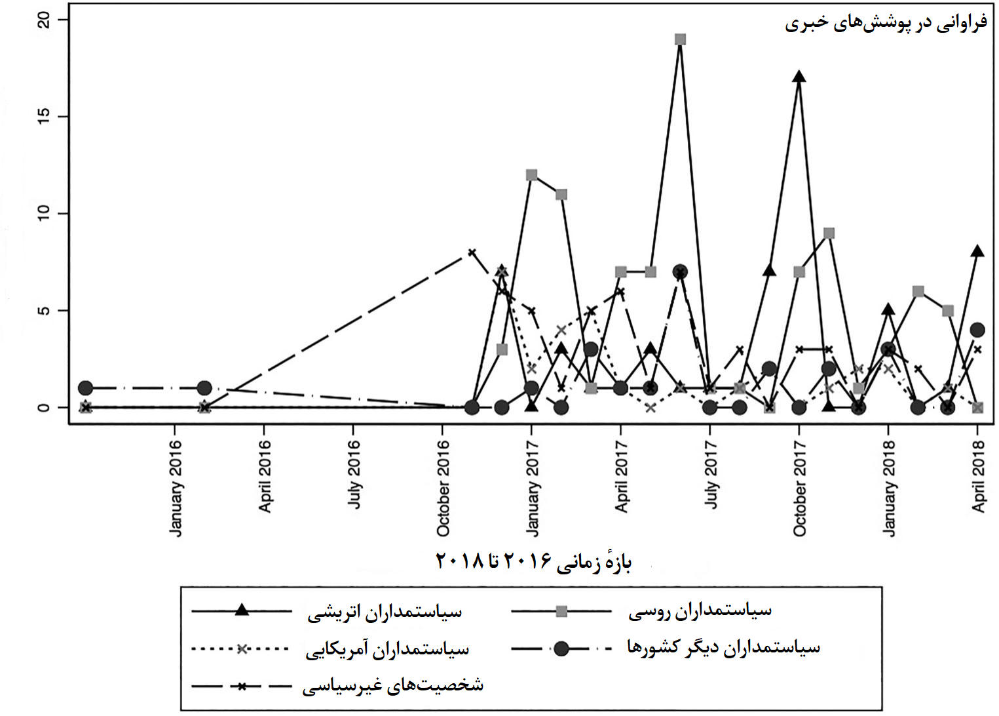 فراوانی در پوشش‌های خبری
20
15
10
5
0
January 2016
April 2016
July 2016
October 2016
January 2017
April 2017
July 2017
October 2017
January 2018
April 2018
بازهٔ زمانی ۲۰۱۶ تا ۲۰۱۸
سیاستمداران اتریشی
سیاستمداران روسی
سیاستمداران آمریکایی
سیاستمداران دیگر کشورها
شخصیت‌های غیرسیاسی